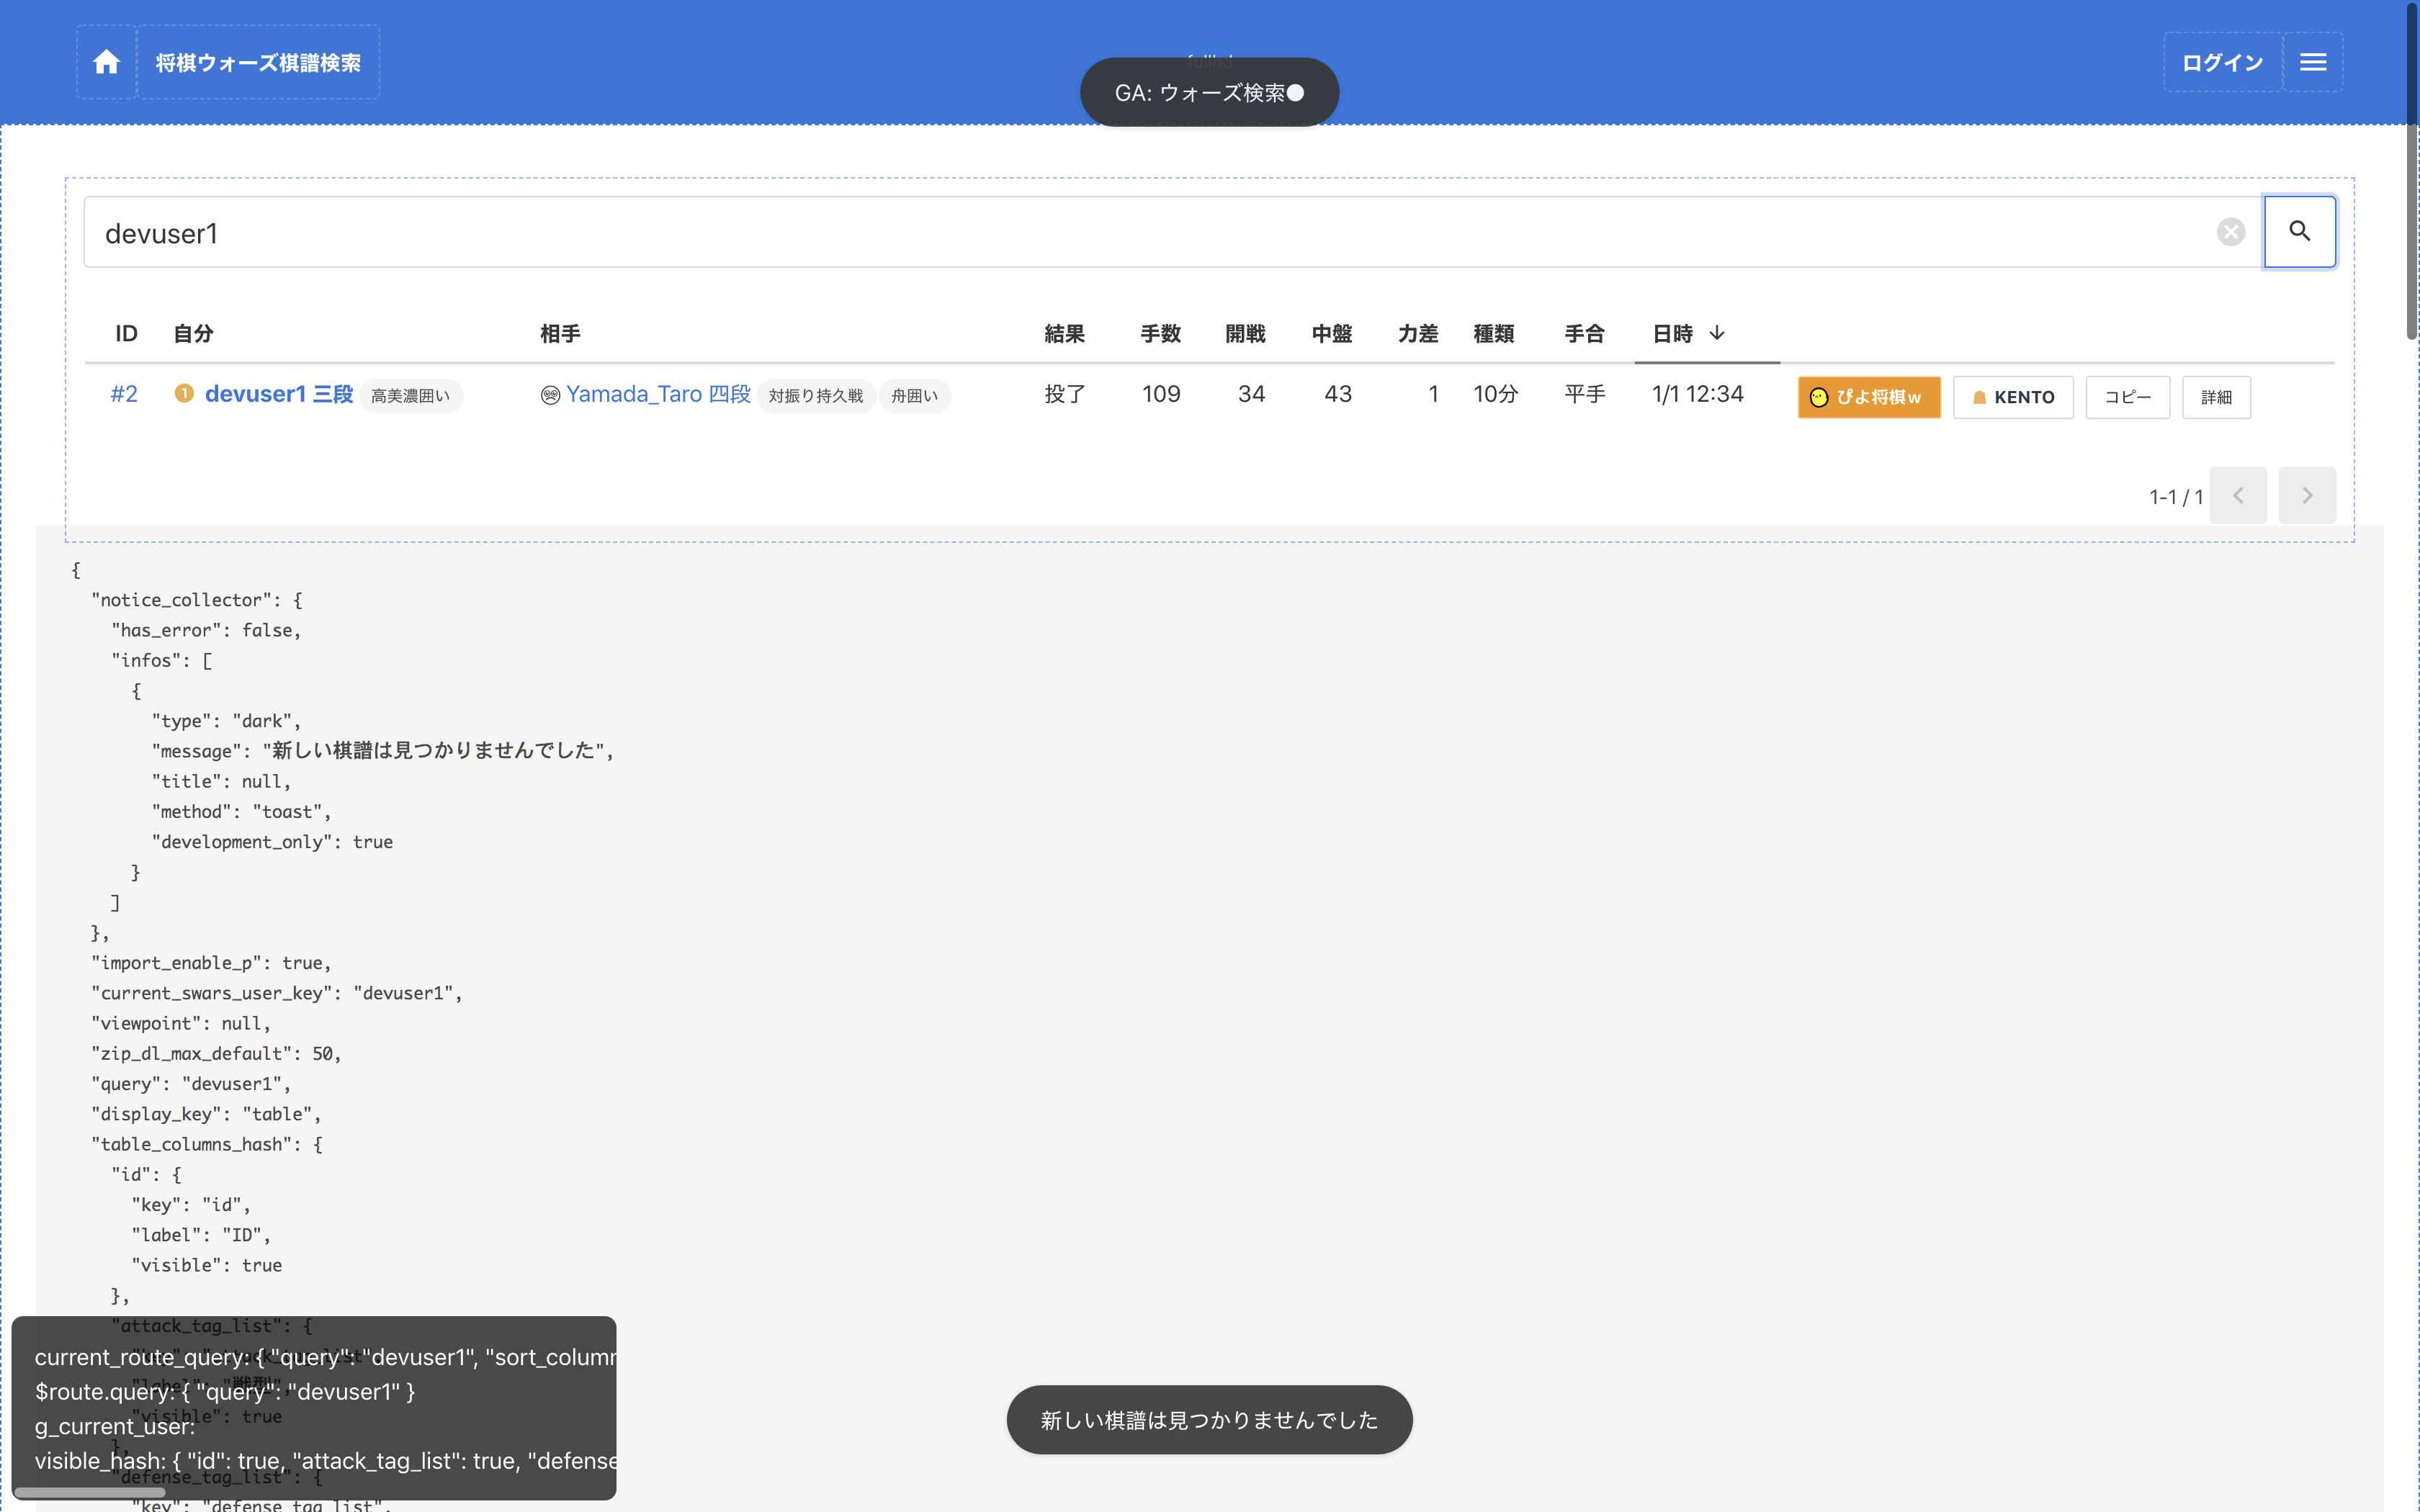 将棋ウォーズ棋譜検索
fullhd
ログイン
GA: ウォーズ検索●
devuser1
ID 自分 相手 結果 手数 開戦 中盤 力差 種類 手合 日時
#2 1 devuser1 三段 高美濃囲い Yamada_Taro 四段 対振り持久戦 舟囲い 投了 109 34 43 1 10分 平手 1/1 12:34 ぴよ将棋w KENTO コピー 詳細
1-1 / 1
{
"notice_collector": {
"has_error": false,
"infos": [
{
"type": "dark",
"message": "新しい棋譜は見つかりませんでした",
"title": null,
"method": "toast",
"development_only": true
}
]
},
"import_enable_p": true,
"current_swars_user_key": "devuser1",
"viewpoint": null,
"zip_dl_max_default": 50,
"query": "devuser1",
"display_key": "table",
"table_columns_hash": {
"id": {
"key": "id",
"label": "ID",
"visible": true
},
"attack_tag_list": {
"label": "戦型",
"visible": true
},
"defense_tag_list": {
"key": "defense_tag_list",
current_route_query: { "query": "devuser1", "sort_column
$route.query: { "query": "devuser1" }
g_current_user:
visible_hash: { "id": true, "attack_tag_list": true, "defense
新しい棋譜は見つかりませんでした